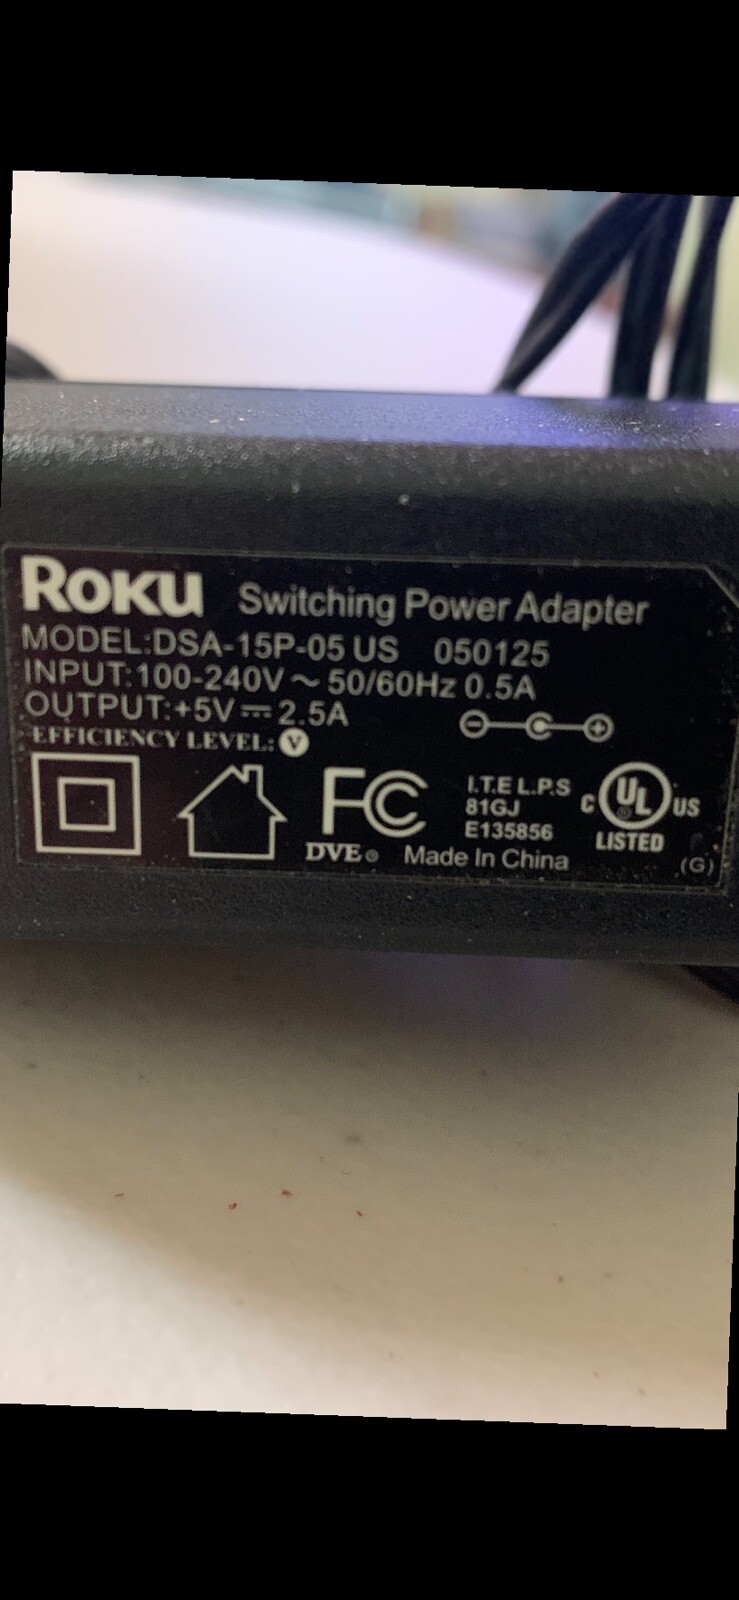 ROKU Switching Power Adapter
MODEL:DSA-15P-05 US 050125
INPUT:100-240V~ 50/60Hz 0.5A
OUTPUT:+5V⎓2.5A
EFFICIENCY LEVEL: V
FC
I.T.E L.P.S
81GJ
E135856
C UL US
LISTED
DVE® Made In China
(G)